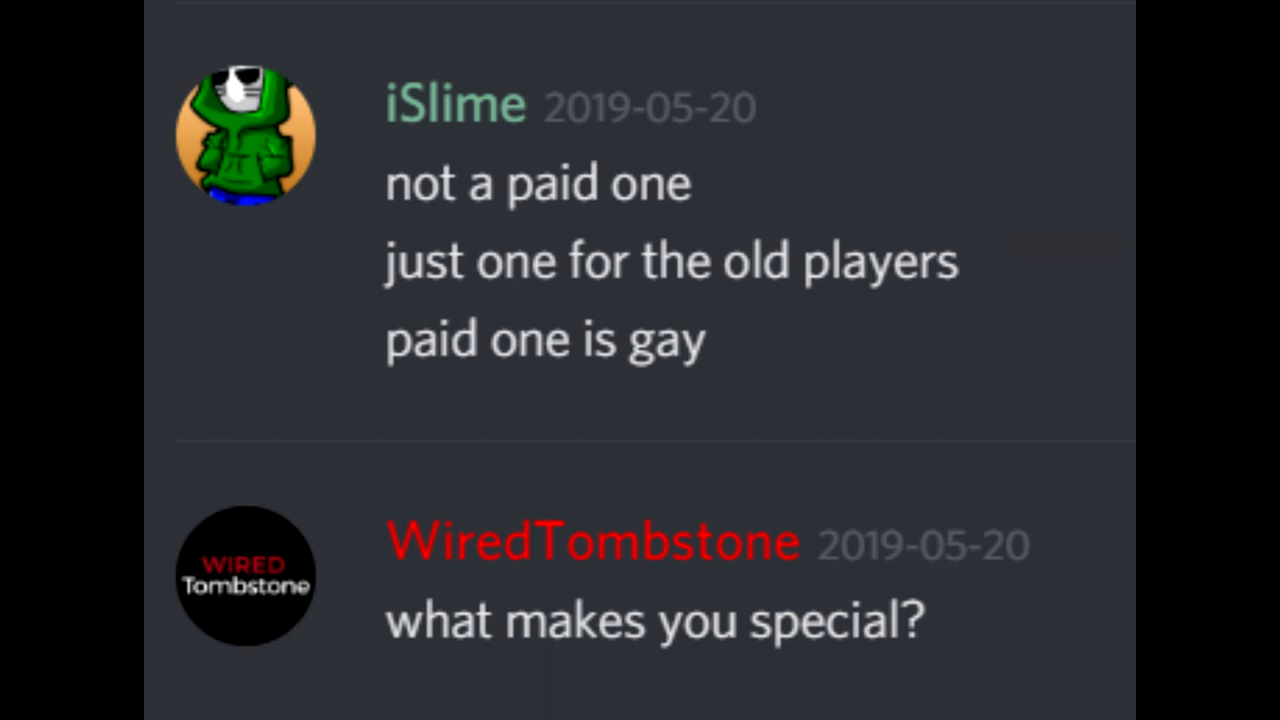 iSlime 2019-05-20
not a paid one
just one for the old players
paid one is gay
WIRED
Tombstone
WiredTombstone 2019-05-20
what makes you special?